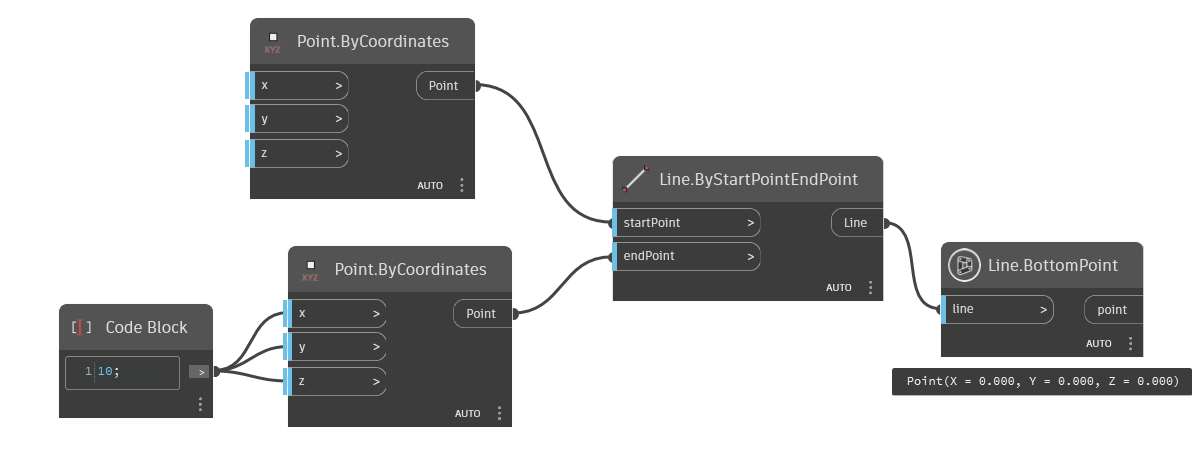 XYZ
Point.ByCoordinates
x >
Point
y >
z >
AUTO
Line.ByStartPointEndPoint
startPoint >
Line
endPoint >
AUTO
XYZ
Point.ByCoordinates
x >
Point
y >
z >
AUTO
Line.BottomPoint
line >
point
AUTO
Point(X = 0.000, Y = 0.000, Z = 0.000)
[I] Code Block
1 10;
>